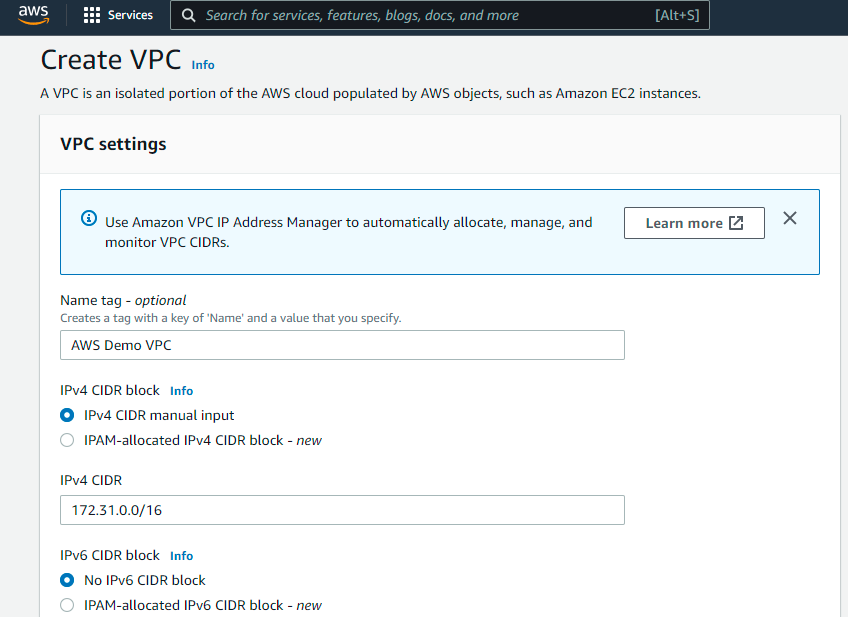 aws Services Search for services, features, blogs, docs, and more [Alt+S]
Create VPC Info
A VPC is an isolated portion of the AWS cloud populated by AWS objects, such as Amazon EC2 instances.
VPC settings
Use Amazon VPC IP Address Manager to automatically allocate, manage, and
monitor VPC CIDRs.
Learn more
Name tag - optional
Creates a tag with a key of 'Name' and a value that you specify.
AWS Demo VPC
IPv4 CIDR block Info
IPv4 CIDR manual input
IPAM-allocated IPv4 CIDR block - new
IPv4 CIDR
172.31.0.0/16
IPv6 CIDR block Info
No IPv6 CIDR block
IPAM-allocated IPv6 CIDR block - new